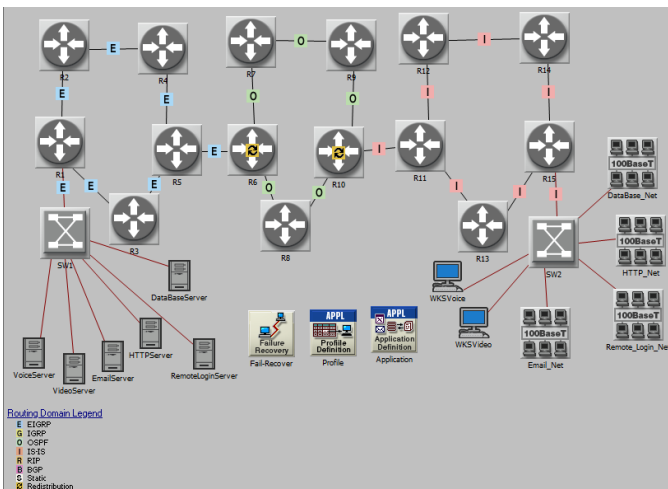 R7
R9
R12
R14
O
I
E
R2
R4
E
E
O
O
I
I
R1
R5
E
R6
R10
I
R11
R15
100BaseT
DataBase_Net
E
E
E
O
O
I
I
I
R3
R8
R13
SW1
SW2
100BaseT
HTTP_Net
DataBaseServer
WKSVoice
100BaseT
Remote_Login_Ne
WKSVideo
100BaseT
Email_Net
Failure
Recovery
Fail-Recover
APPL
Profile
Definition
Profile
APPL
Application
Definition
Application
HTTPServer
VoiceServer
EmailServer
RemoteLoginServer
VideoServer
Routing Domain Legend
E EIGRP
G IGRP
O OSPF
I IS-IS
R RIP
B BGP
S Static
Redistribution